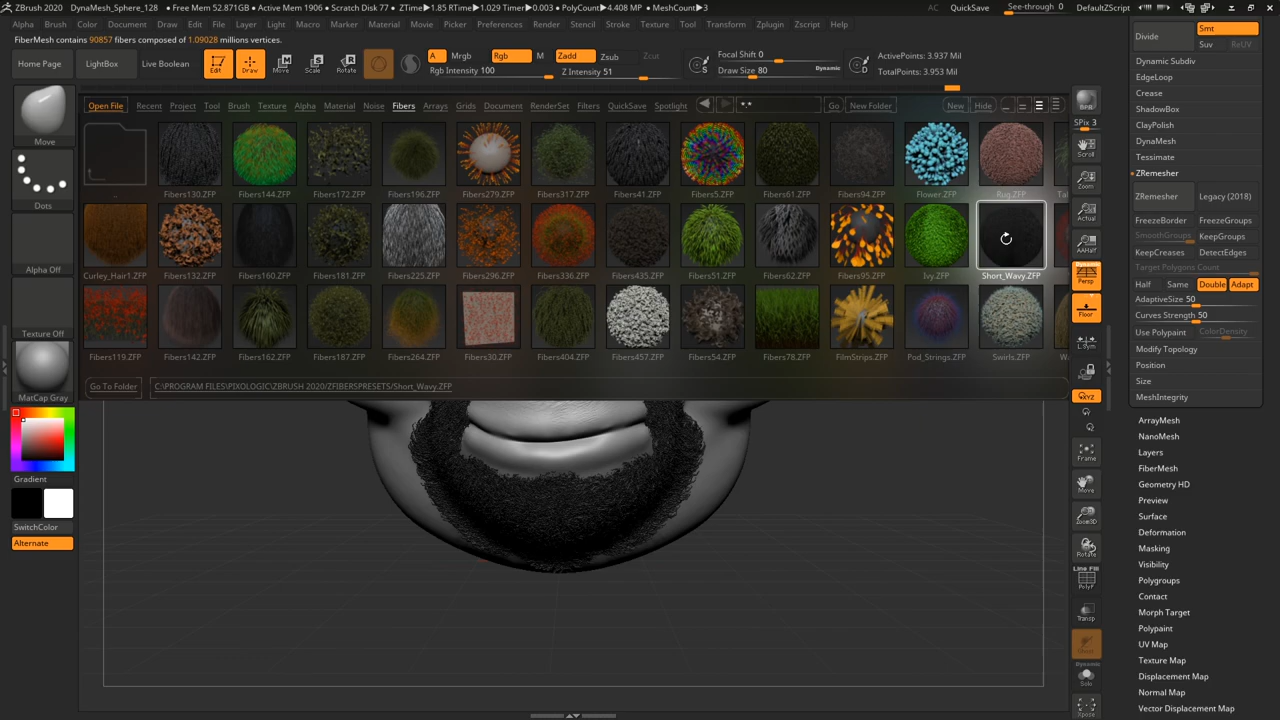 ZBrush 2020 DynaMesh_Sphere_128 • Free Mem 52.871GB • Active Mem 1906 • Scratch Disk 77 • ZTime▶1.85 RTime▶1.029 Timer▶0.003 • PolyCount▶4.408 MP • MeshCount▶3 AC QuickSave See-through 0 DefaultZScript
Alpha Brush Color Document Draw Edit File Layer Light Macro Marker Material Movie Picker Preferences Render Stencil Stroke Texture Tool Transform Zplugin Zscript Help
FiberMesh contains 90857 fibers composed of 1.09028 millions vertices.
Home Page LightBox Live Boolean Edit Draw Move Scale Rotate
A Mrgb Rgb M Zadd Zsub Zcut
Rgb Intensity 100 Z Intensity 51
Focal Shift 0
Draw Size 80 Dynamic
ActivePoints: 3.937 Mil
TotalPoints: 3.953 Mil
S D
Open File Recent Project Tool Brush Texture Alpha Material Noise Fibers Arrays Grids Document RenderSet Filters QuickSave Spotlight *.* Go New Folder New Hide
..
Fibers130.ZFP Fibers144.ZFP Fibers172.ZFP Fibers196.ZFP Fibers279.ZFP Fibers317.ZFP Fibers41.ZFP Fibers5.ZFP Fibers61.ZFP Fibers94.ZFP Flower.ZFP Rug.ZFP
Curley_Hair1.ZFP Fibers132.ZFP Fibers160.ZFP Fibers181.ZFP Fibers225.ZFP Fibers296.ZFP Fibers336.ZFP Fibers435.ZFP Fibers51.ZFP Fibers62.ZFP Fibers95.ZFP Ivy.ZFP Short_Wavy.ZFP
Fibers119.ZFP Fibers142.ZFP Fibers162.ZFP Fibers187.ZFP Fibers264.ZFP Fibers30.ZFP Fibers404.ZFP Fibers457.ZFP Fibers54.ZFP Fibers78.ZFP FilmStrips.ZFP Pod_Strings.ZFP Swirls.ZFP
Go To Folder C:\PROGRAM FILES\PIXOLOGIC\ZBRUSH 2020/ZFIBERSPRESETS/Short_Wavy.ZFP
Move
Dots
Alpha Off
Texture Off
MatCap Gray
Gradient
SwitchColor
Alternate
BPR
SPix 3
Scroll
Zoom
Actual
AAHalf
Dynamic
Persp
Floor
L.Sym
XYZ
Frame
Move
Zoom3D
Rotate
Line Fill
PolyF
Transp
Ghost
Dynamic
Solo
Xpose
Divide Smt
Suv ReUV
Dynamic Subdiv
EdgeLoop
Crease
ShadowBox
ClayPolish
DynaMesh
Tessimate
ZRemesher
ZRemesher Legacy (2018)
FreezeBorder FreezeGroups
SmoothGroups KeepGroups
KeepCreases DetectEdges
Target Polygons Count
Half Same Double Adapt
AdaptiveSize 50
Curves Strength 50
Use Polypaint ColorDensity
Modify Topology
Position
Size
MeshIntegrity
ArrayMesh
NanoMesh
Layers
FiberMesh
Geometry HD
Preview
Surface
Deformation
Masking
Visibility
Polygroups
Contact
Morph Target
Polypaint
UV Map
Texture Map
Displacement Map
Normal Map
Vector Displacement Map